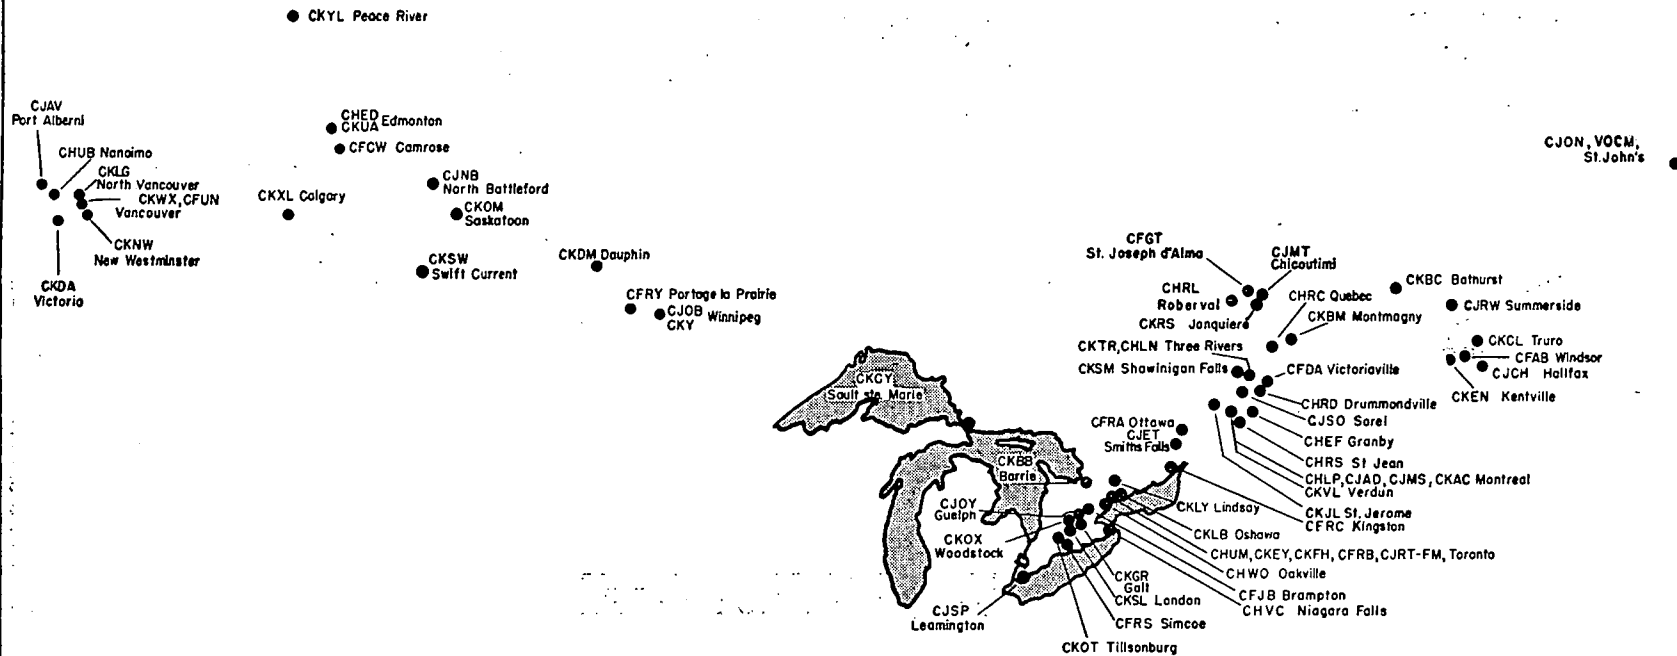 CKYL Peace River
CJAV
Port Alberni
CHUB Nanaimo
CKLG
North Vancouver
CKWX, CFUN
Vancouver
CKNW
New Westminster
CKDA
Victoria
CHED
CKUA Edmonton
CFCW Camrose
CKXL Calgary
CJNB
North Battleford
CKOM
Saskatoon
CKSW
Swift Current
CKDM Dauphin
CFRY Portage la Prairie
CJOB
CKY Winnipeg
CJON, VOCM,
St. John's
CFGT
St. Joseph d'Alma
CJMT
Chicoutimi
CHRL
Roberval
CKRS Jonquiere
CHRC Quebec
CKBM Montmagny
CKBC Bathurst
CJRW Summerside
CKCL Truro
CFAB Windsor
CJCH Halifax
CKEN Kentville
CKTR, CHLN Three Rivers
CKSM Shawinigan Falls
CFDA Victoriaville
CHRD Drummondville
CJSO Sorel
CHEF Granby
CHRS St Jean
CHLP, CJAD, CJMS, CKAC Montreal
CKVL Verdun
CKJL St. Jerome
CFRC Kingston
CFRA Ottawa
CJET
Smiths Falls
CKCY
Sault ste. Marie
CKBB
Barrie
CJOY
Guelph
CKOX
Woodstock
CKLY Lindsay
CKLB Oshawa
CHUM, CKEY, CKFH, CFRB, CJRT-FM, Toronto
CHWO Oakville
CFJB Brampton
CHVC Niagara Falls
CKGR
Galt
CKSL London
CFRS Simcoe
CKOT Tillsonburg
CJSP
Leamington